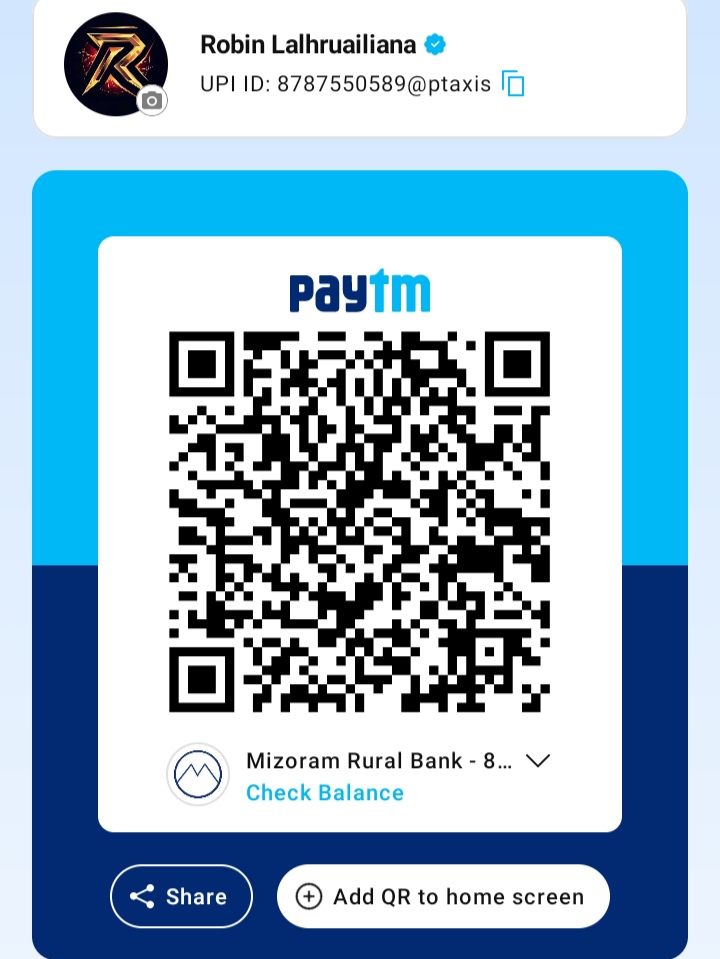 Robin Lalhruailiana
UPI ID: 8787550589@ptaxis
paytm
Mizoram Rural Bank - 8...
Check Balance
Share
Add QR to home screen